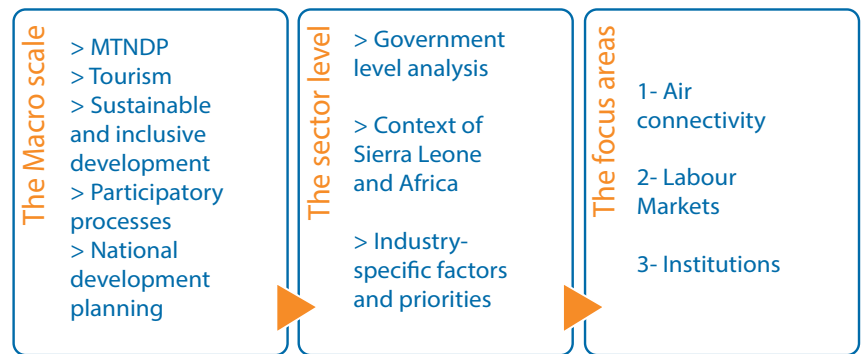 The Macro scale
> MTNDP
> Tourism
> Sustainable
and inclusive
development
> Participatory
processes
> National
development
planning
The sector level
> Government
level analysis
> Context of
Sierra Leone
and Africa
> Industry-
specific factors
and priorities
The focus areas
1- Air
connectivity
2- Labour
Markets
3- Institutions